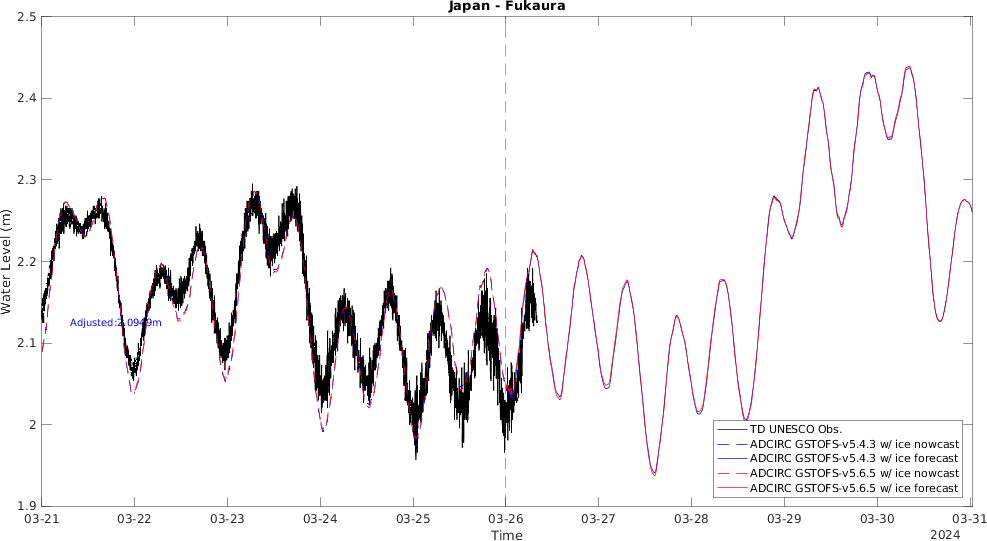 Japan - Fukaura
2.5
2.4
2.3
2.2
2.1
2
1.9
Water Level (m)
Adjusted:2.0949m
TD UNESCO Obs.
ADCIRC GSTOFS-v5.4.3 w/ ice nowcast
ADCIRC GSTOFS-v5.4.3 w/ ice forecast
ADCIRC GSTOFS-v5.6.5 w/ ice nowcast
ADCIRC GSTOFS-v5.6.5 w/ ice forecast
03-21 03-22 03-23 03-24 03-25 03-26 03-27 03-28 03-29 03-30 03-31
Time
2024